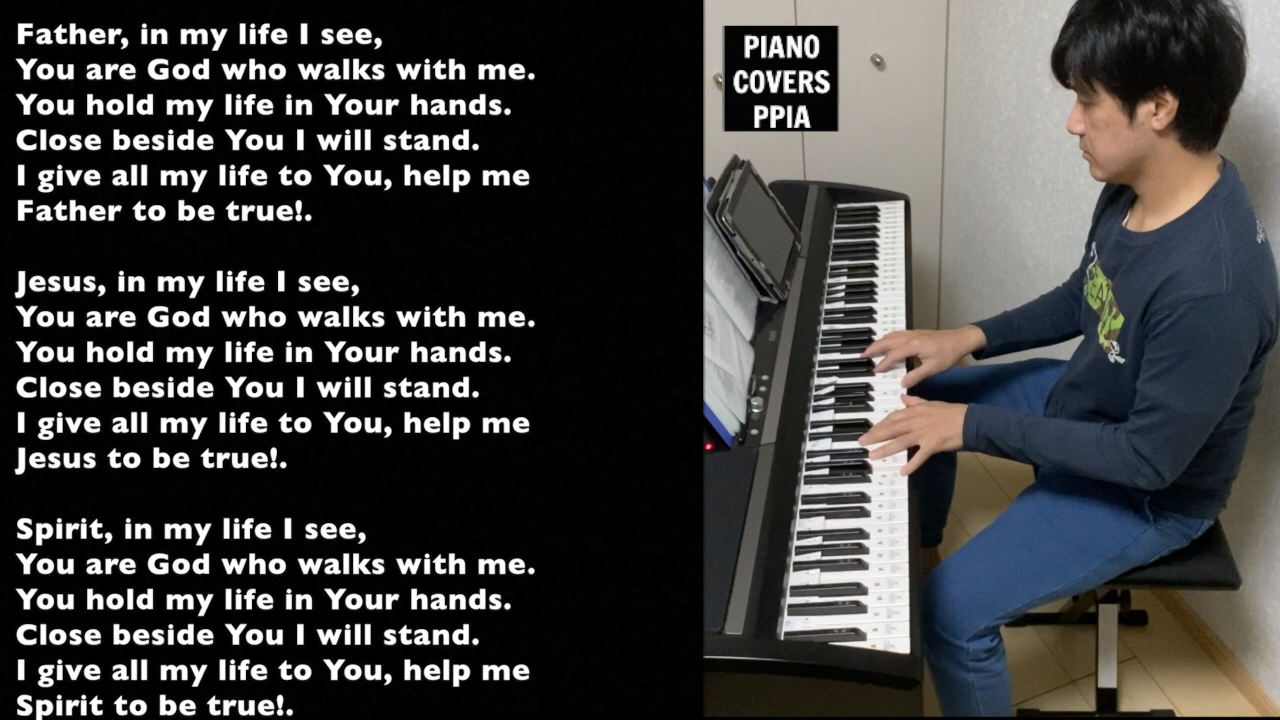 Father, in my life I see,
You are God who walks with me.
You hold my life in Your hands.
Close beside You I will stand.
I give all my life to You, help me
Father to be true!.
Jesus, in my life I see,
You are God who walks with me.
You hold my life in Your hands.
Close beside You I will stand.
I give all my life to You, help me
Jesus to be true!.
Spirit, in my life I see,
You are God who walks with me.
You hold my life in Your hands.
Close beside You I will stand.
I give all my life to You, help me
Spirit to be true!.
PIANO
COVERS
PPIA